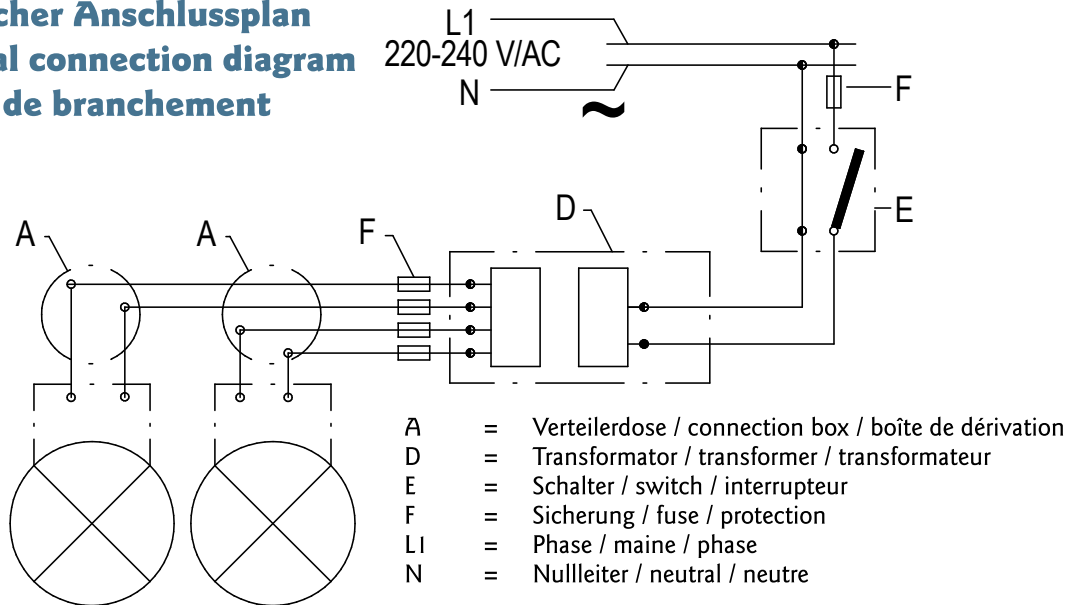 cher Anschlussplan
al connection diagram
de branchement
L1
220-240 V/AC
N
~
F
E
D
A
A
F
A = Verteilerdose / connection box / boîte de dérivation
D = Transformator / transformer / transformateur
E = Schalter / switch / interrupteur
F = Sicherung / fuse / protection
L1 = Phase / maine / phase
N = Nullleiter / neutral / neutre